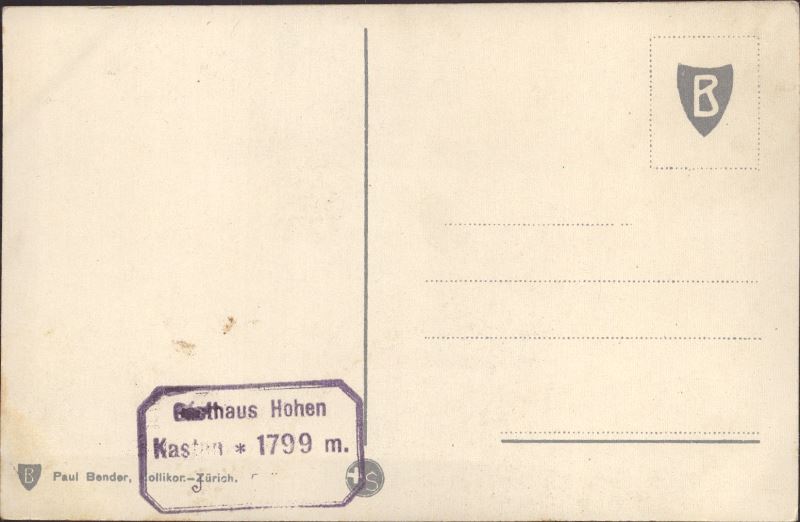 B
Gasthaus Hohen
Kasten * 1799 m.
B Paul Bender, Zollikon-Zürich.
S